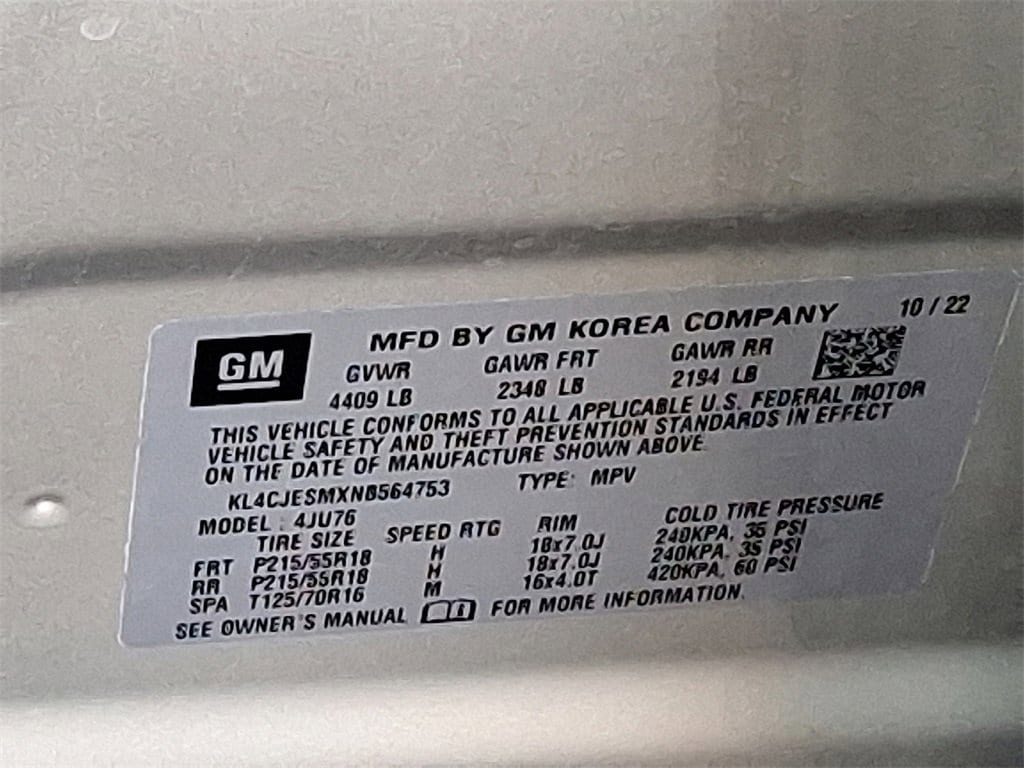 GM
MFD BY GM KOREA COMPANY 10/22
GVWR GAWR FRT GAWR RR
4409 LB 2348 LB 2194 LB
THIS VEHICLE CONFORMS TO ALL APPLICABLE U.S. FEDERAL MOTOR
VEHICLE SAFETY AND THEFT PREVENTION STANDARDS IN EFFECT
ON THE DATE OF MANUFACTURE SHOWN ABOVE.
KL4CJESMXNB564753 TYPE: MPV
MODEL : 4JU76
TIRE SIZE SPEED RTG RIM COLD TIRE PRESSURE
FRT P215/55R18 H 18x7.0J 240KPA, 35 PSI
RR P215/55R18 H 18x7.0J 240KPA, 35 PSI
SPA T125/70R16 M 16x4.0T 420KPA, 60 PSI
SEE OWNER'S MANUAL FOR MORE INFORMATION.